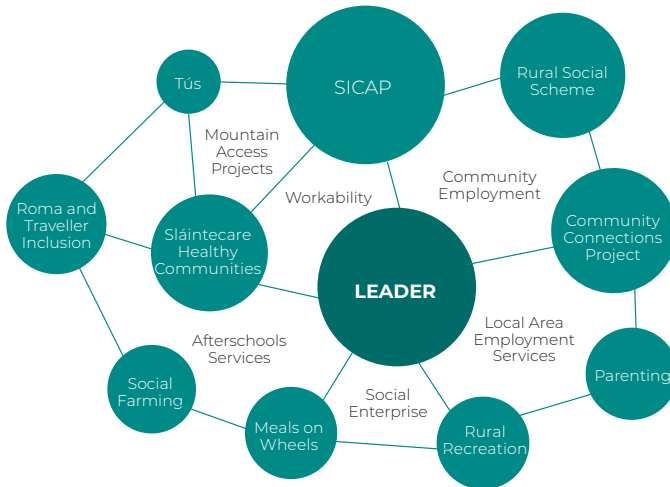 Tús
SICAP
Rural Social
Scheme
Mountain
Access
Projects
Workability
Community
Employment
Roma and
Traveller
Inclusion
Sláintecare
Healthy
Communities
Community
Connections
Project
LEADER
Afterschools
Services
Local Area
Employment
Services
Social
Farming
Parenting
Social
Enterprise
Meals on
Wheels
Rural
Recreation